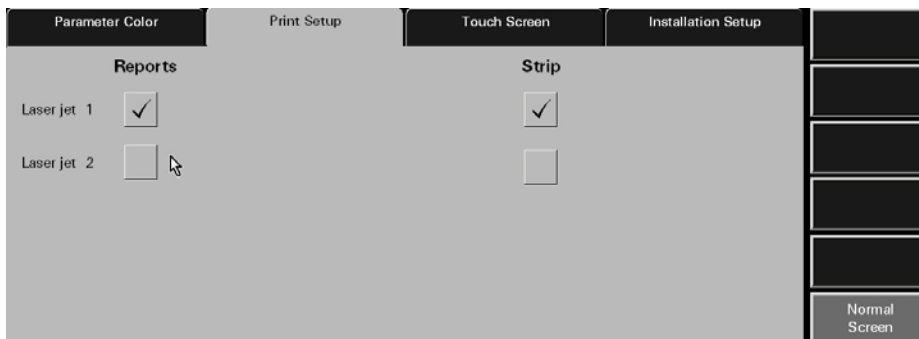 Parameter Color
Print Setup
Touch Screen
Installation Setup
Reports
Strip
Laser jet 1
Laser jet 2
Normal
Screen